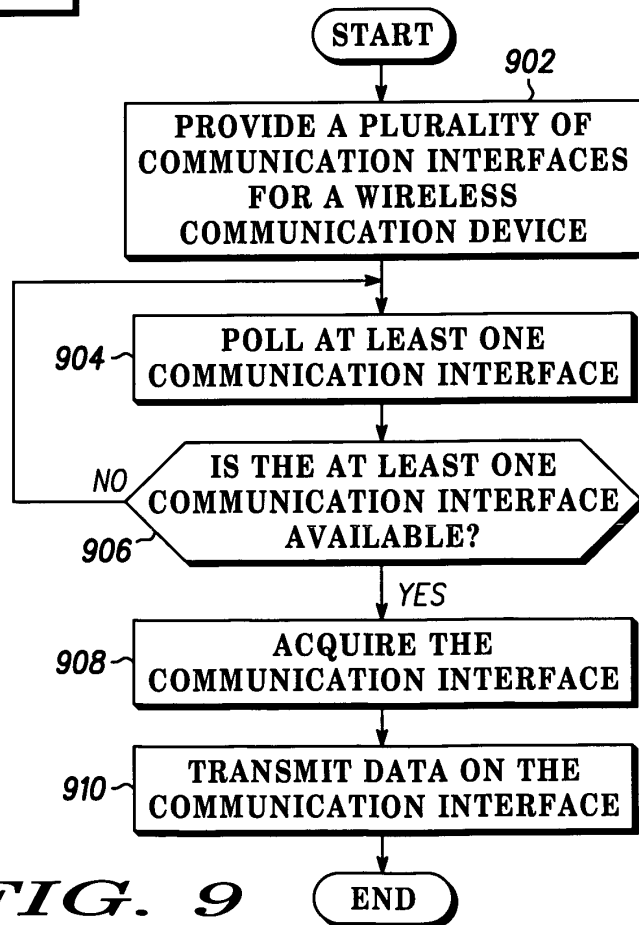 START
902
PROVIDE A PLURALITY OF
COMMUNICATION INTERFACES
FOR A WIRELESS
COMMUNICATION DEVICE
904
POLL AT LEAST ONE
COMMUNICATION INTERFACE
NO
IS THE AT LEAST ONE
COMMUNICATION INTERFACE
AVAILABLE?
906
YES
908
ACQUIRE THE
COMMUNICATION INTERFACE
910
TRANSMIT DATA ON THE
COMMUNICATION INTERFACE
FIG. 9
END